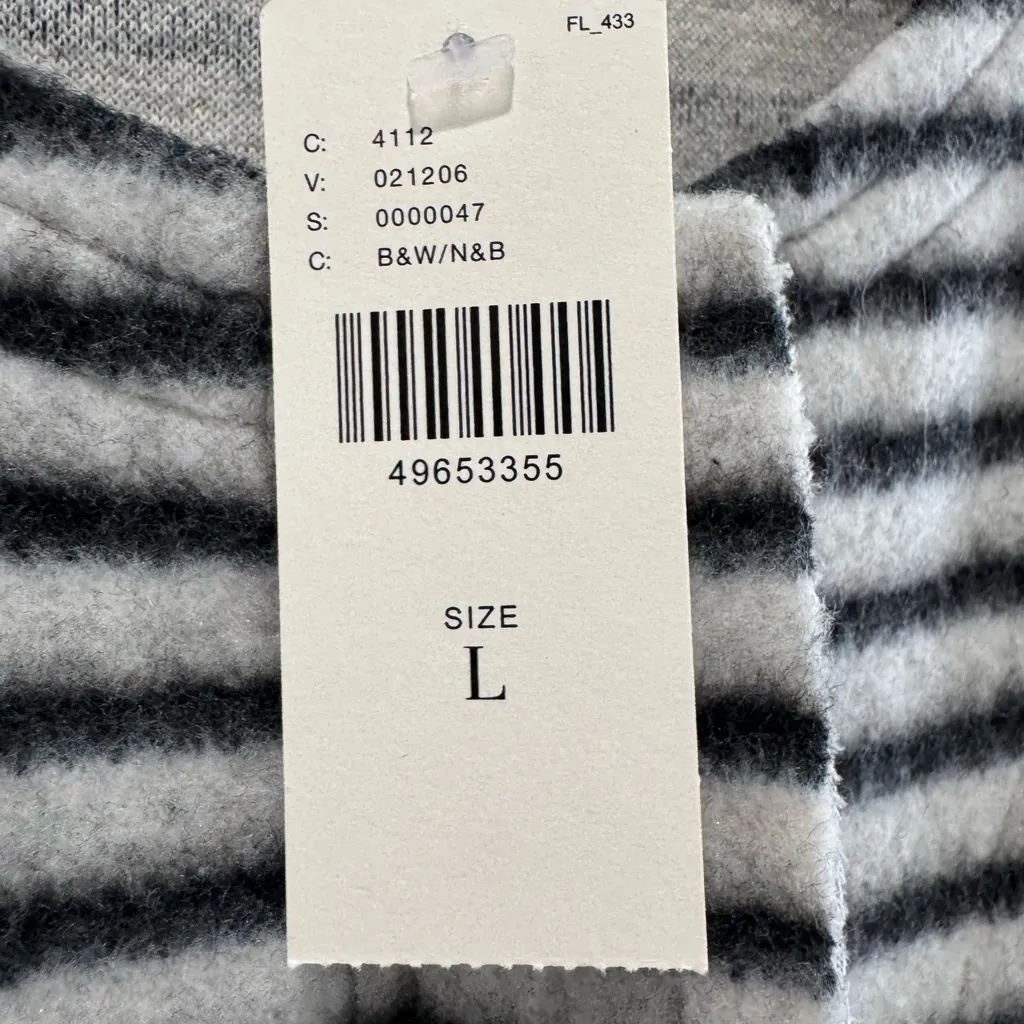 FL_433
C: 4112
V: 021206
S: 0000047
C: B&W/N&B
49653355
SIZE
L